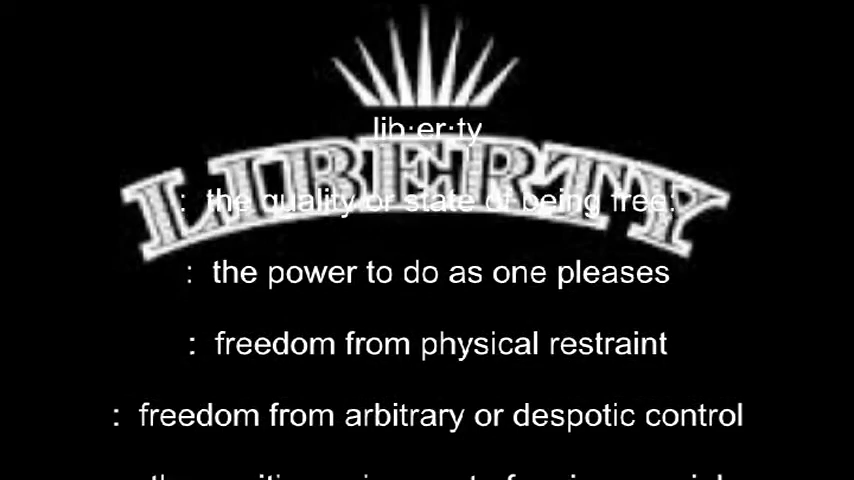 lib·er·ty
LIBERTY
: the quality or state of being free:
: the power to do as one pleases
: freedom from physical restraint
: freedom from arbitrary or despotic control